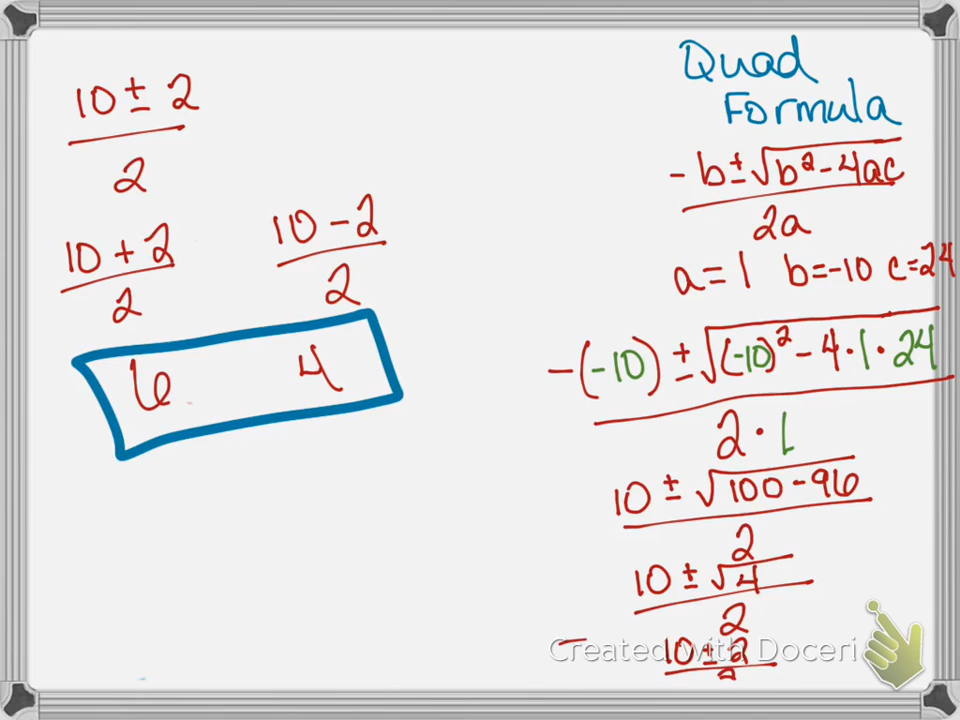 10 ± 2
2
10 + 2
2
10 - 2
2
6 4
Quad
Formula
- b ± √b² - 4ac
2a
a = 1 b = -10 c = 24
- (-10) ± √(-10)² - 4 · 1 · 24
2 · 1
10 ± √100 - 96
2
10 ± √4
2
10 ± 2
2
Created with Doceri